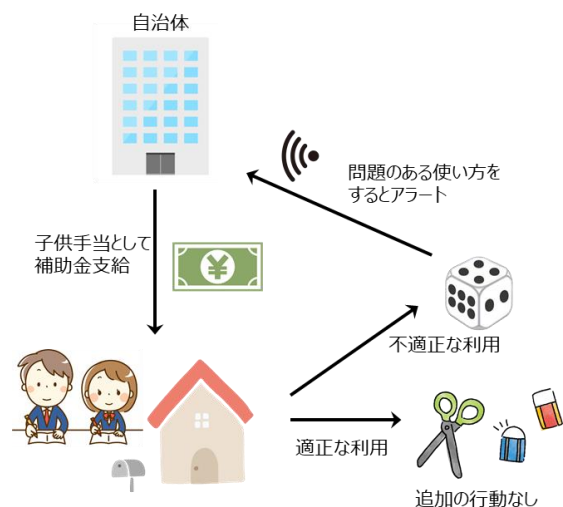 自治体
問題のある使い方を
するとアラート
子供手当として
補助金支給
¥
不適正な利用
適正な利用
追加の行動なし